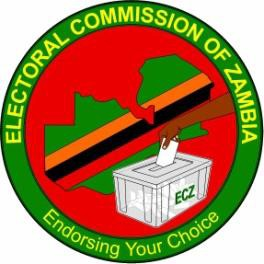 ELECTORAL COMMISSION OF ZAMBIA
ECZ
Endorsing Your Choice